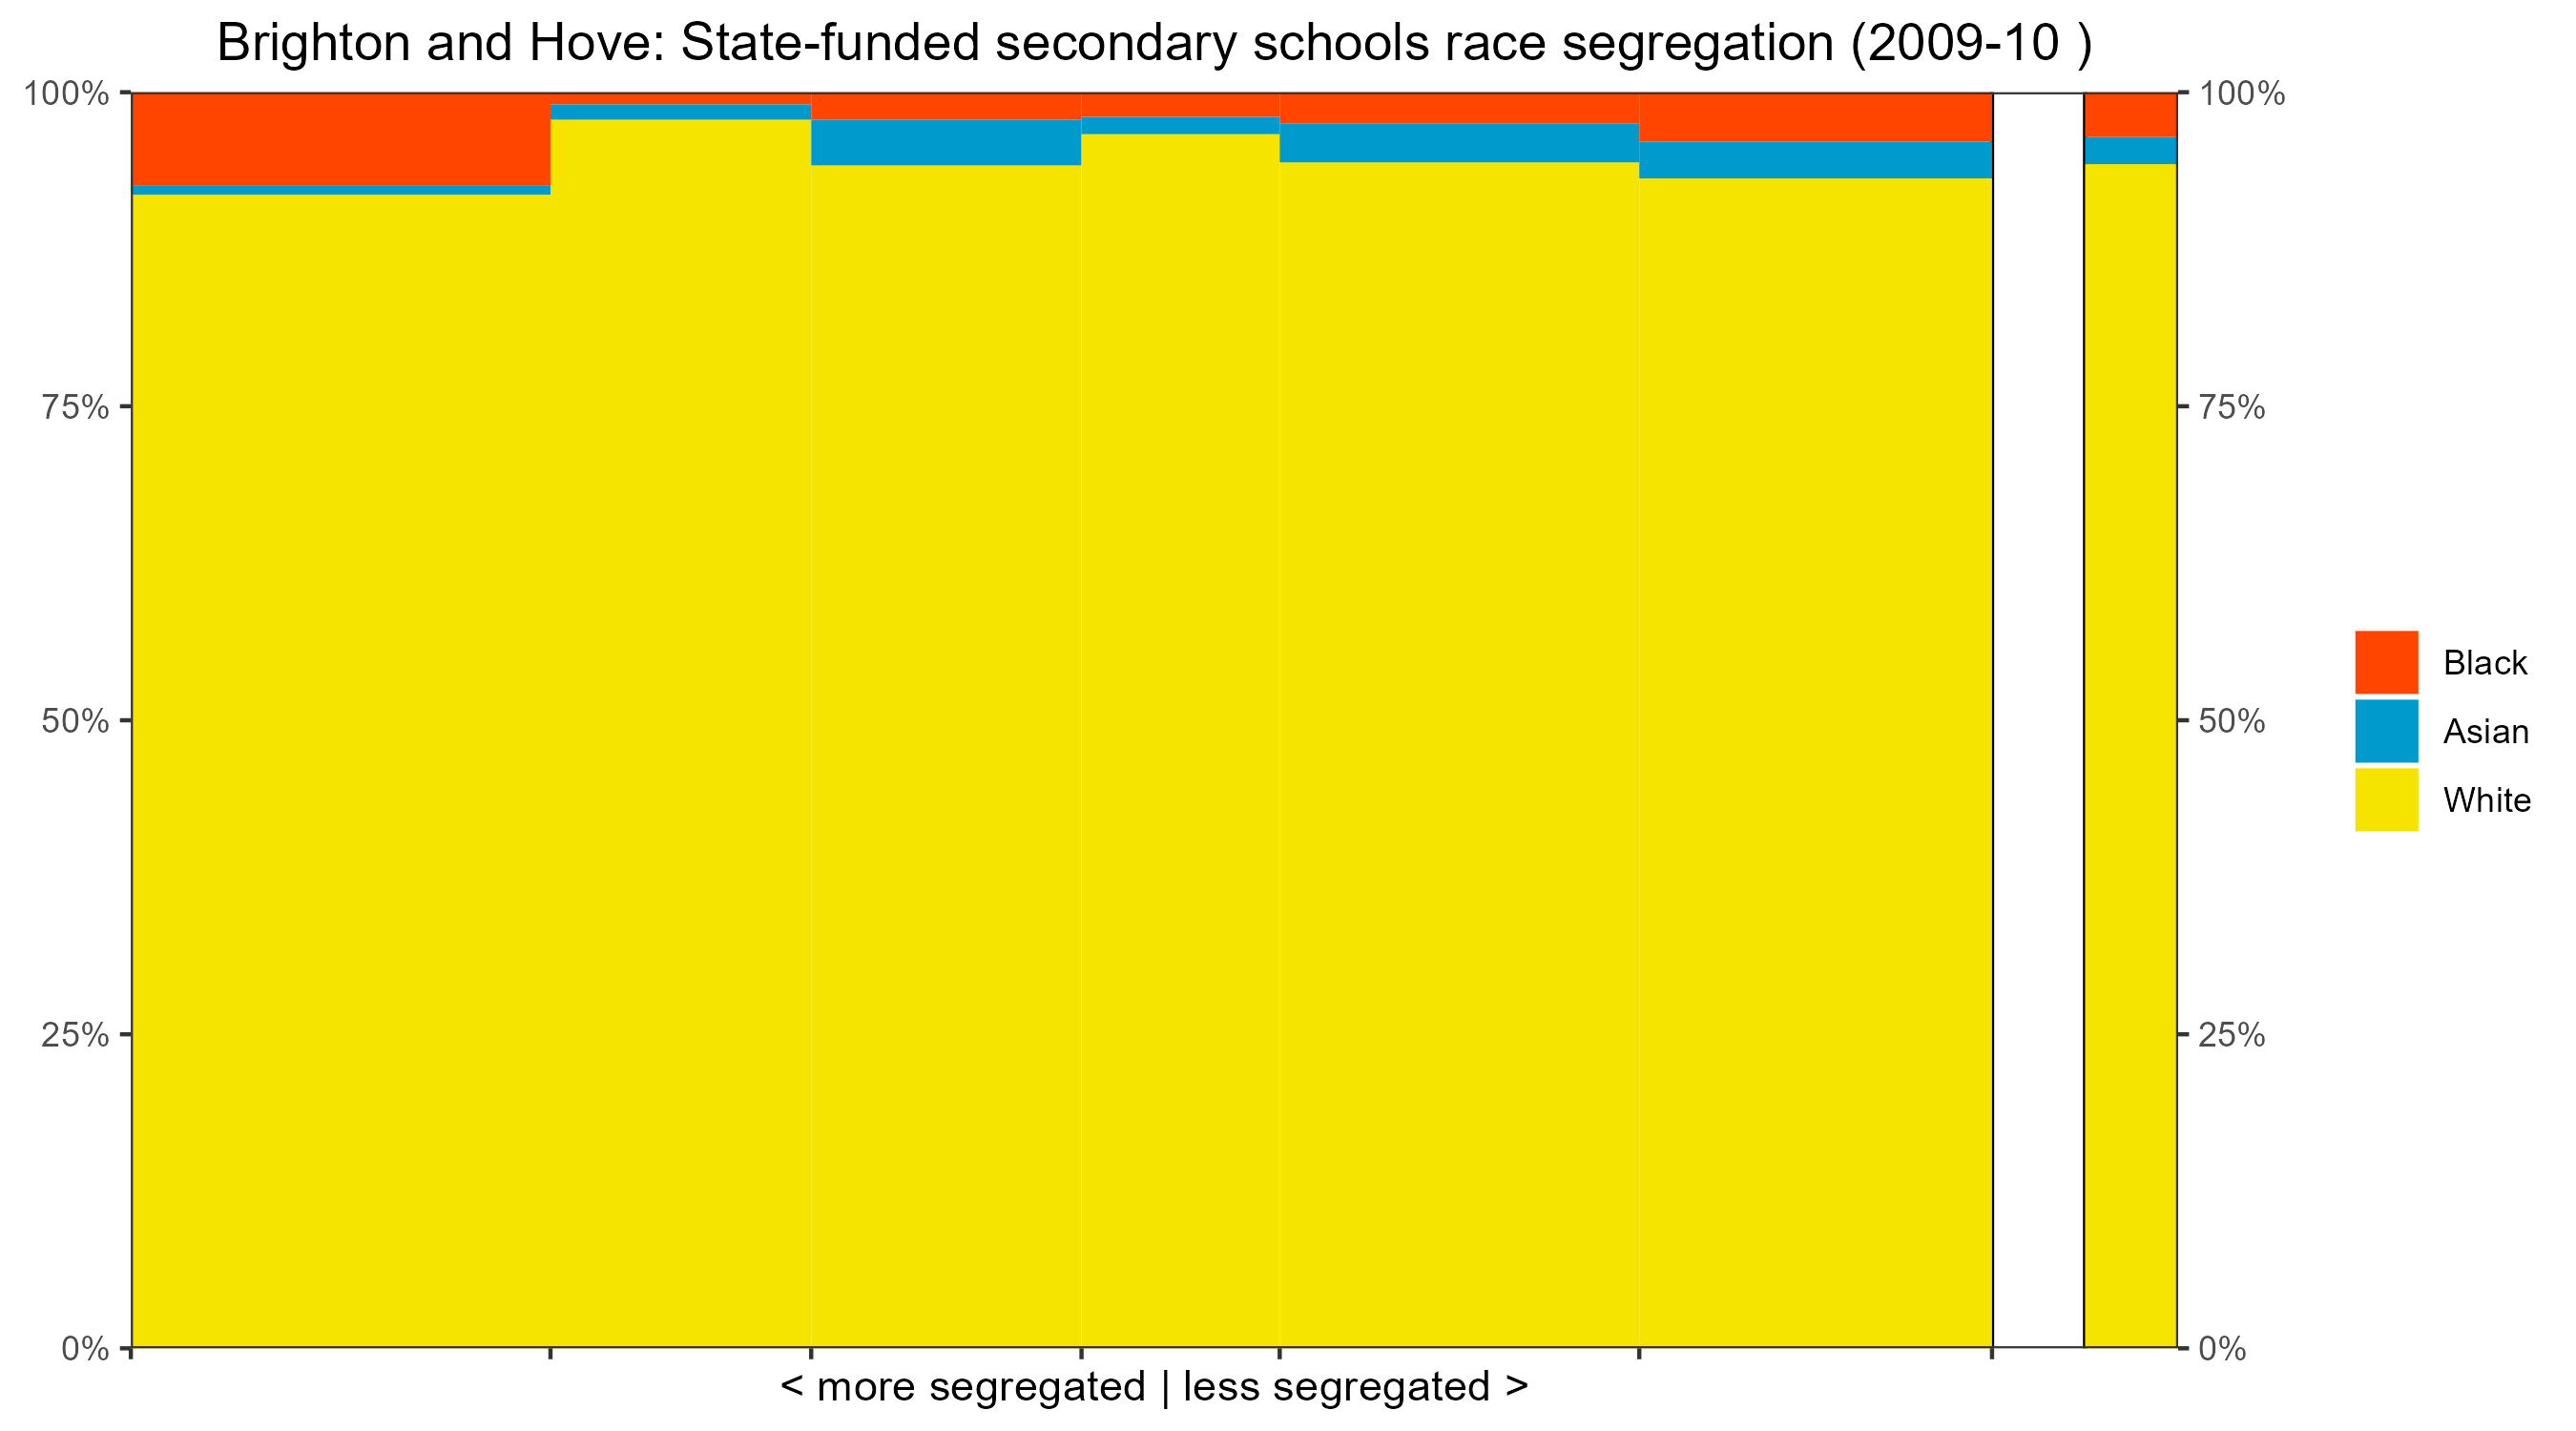 Brighton and Hove: State-funded secondary schools race segregation (2009-10 )
100%
75%
50%
25%
0%
100%
75%
50%
25%
0%
Black
Asian
White
< more segregated | less segregated >